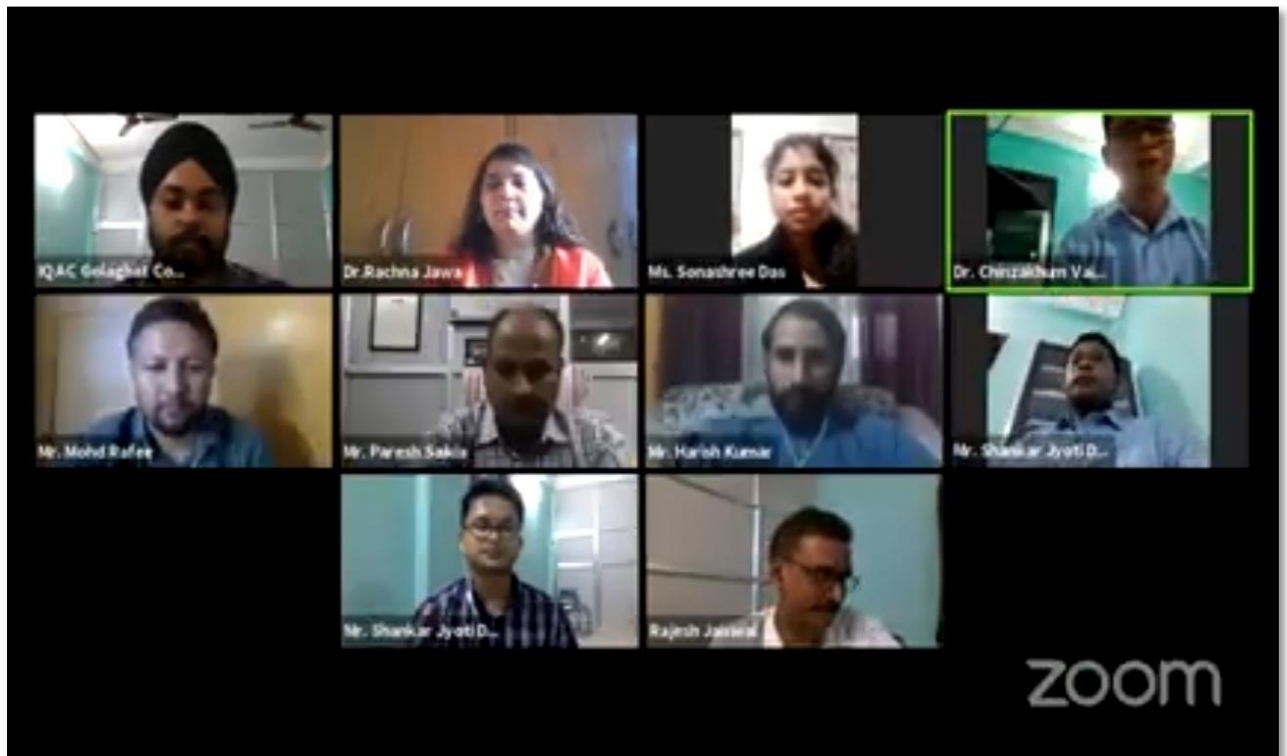 IQAC Golaghat Co...
Dr.Rachna Jawa
Ms. Sonashree Das
Dr. Chinzakhum Vai...
Mr. Mohd Rafee
Mr. Paresh Saikia
Mr. Harish Kumar
Mr. Shankar Jyoti D...
Mr. Shankar Jyoti D...
Rajesh Jaiswal
zoom